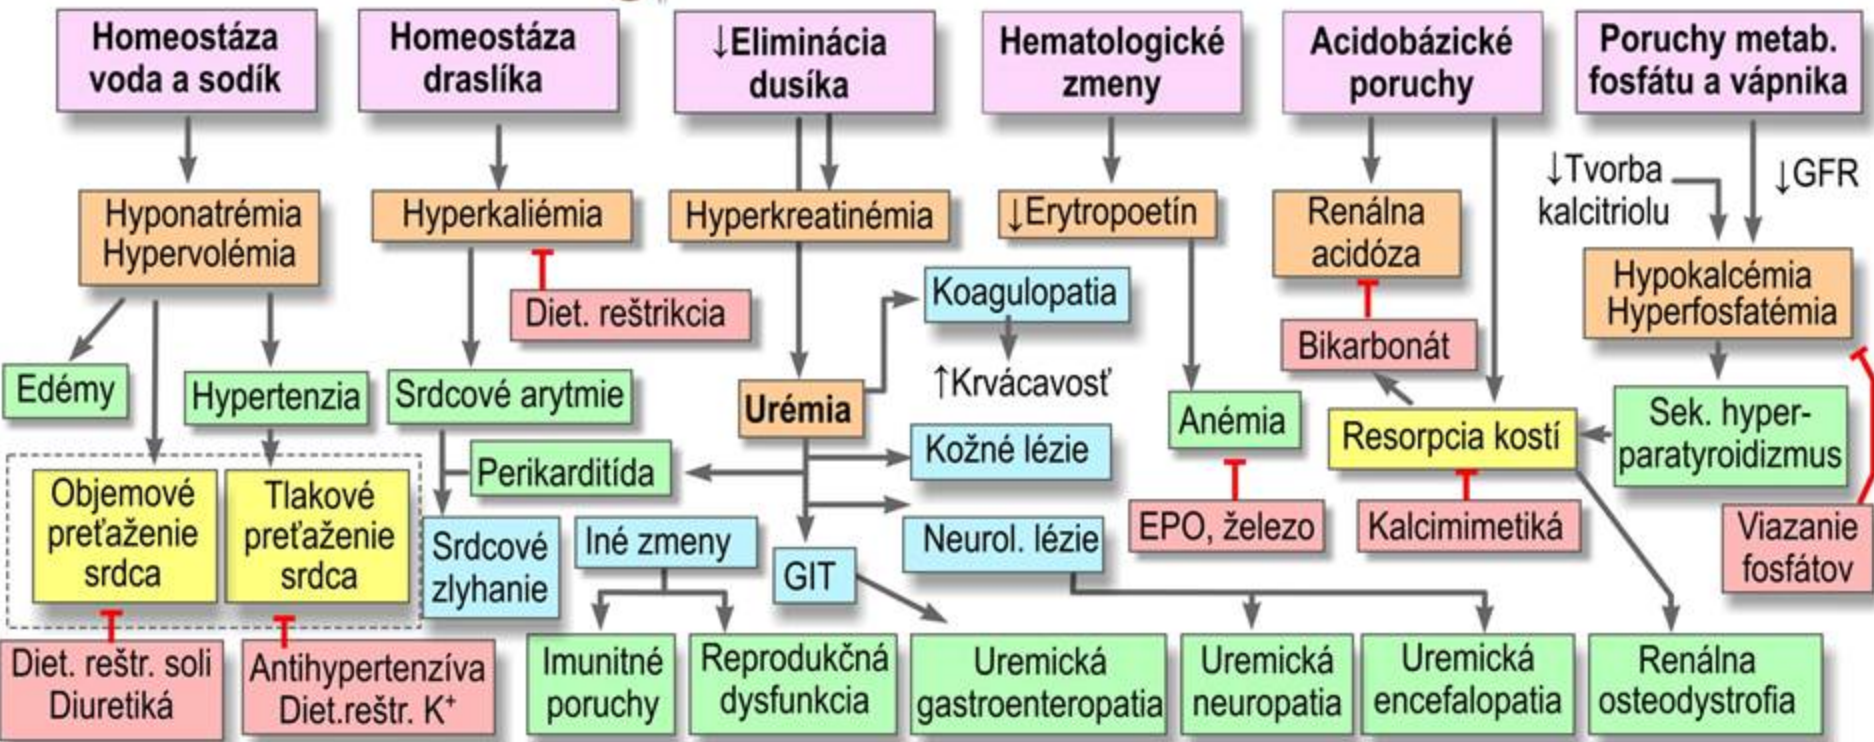 Homeostáza
voda a sodík
Homeostáza
draslíka
↓Eliminácia
dusíka
Hematologické
zmeny
Acidobázické
poruchy
Poruchy metab.
fosfátu a vápnika
↓Tvorba
kalcitriolu
↓GFR
Hyponatrémia
Hypervolémia
Hyperkaliémia
Hyperkreatinémia
↓Erytropoetín
Renálna
acidóza
Hypokalcémia
Hyperfosfatémia
Diet. reštrikcia
Koagulopatia
Bikarbonát
Edémy
Hypertenzia
Srdcové arytmie
Urémia
↑Krvácavosť
Anémia
Resorpcia kostí
Sek. hyper-
paratyroidizmus
Perikarditída
Kožné lézie
Objemové
preťaženie
srdca
Tlakové
preťaženie
srdca
Srdcové
zlyhanie
Iné zmeny
GIT
Neurol. lézie
EPO, železo
Kalcimimetiká
Viazanie
fosfátov
Diet. reštr. soli
Diuretiká
Antihypertenzíva
Diet.reštr. K⁺
Imunitné
poruchy
Reprodukčná
dysfunkcia
Uremická
gastroenteropatia
Uremická
neuropatia
Uremická
encefalopatia
Renálna
osteodystrofia